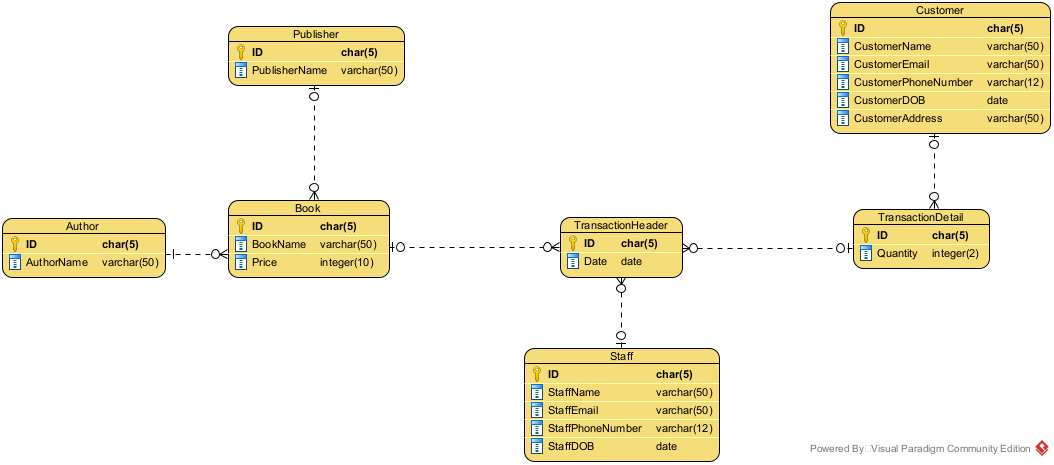 Customer
ID char(5)
CustomerName varchar(50)
CustomerEmail varchar(50)
CustomerPhoneNumber varchar(12)
CustomerDOB date
CustomerAddress varchar(50)
Publisher
ID char(5)
PublisherName varchar(50)
Author
ID char(5)
AuthorName varchar(50)
Book
ID char(5)
BookName varchar(50)
Price integer(10)
TransactionHeader
ID char(5)
Date date
TransactionDetail
ID char(5)
Quantity integer(2)
Staff
ID char(5)
StaffName varchar(50)
StaffEmail varchar(50)
StaffPhoneNumber varchar(12)
StaffDOB date
Powered By Visual Paradigm Community Edition